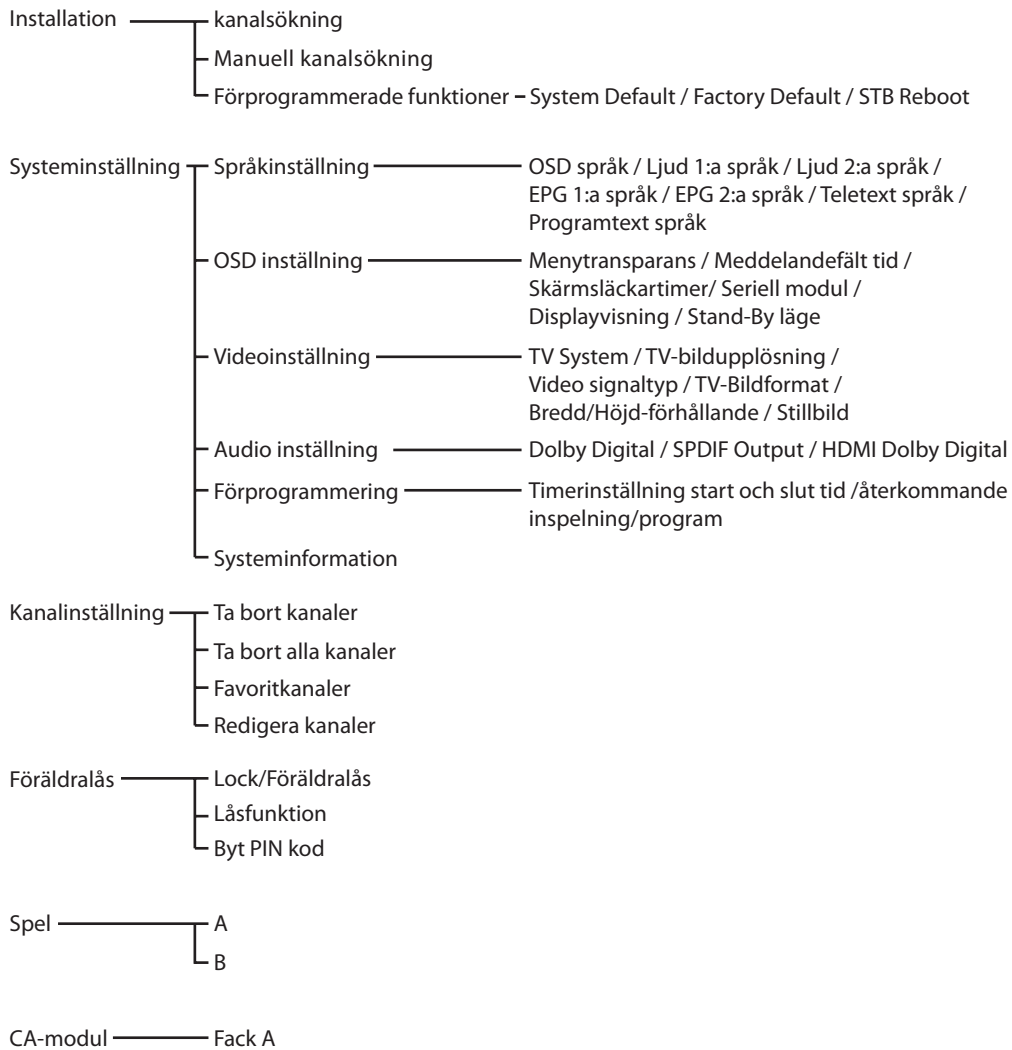 Installation kanalsökning
Manuell kanalsökning
Förprogrammerade funktioner System Default / Factory Default / STB Reboot
Systeminställning Språkinställning OSD språk / Ljud 1:a språk / Ljud 2:a språk /
EPG 1:a språk / EPG 2:a språk / Teletext språk /
Programtext språk
OSD inställning Menytransparans / Meddelandefält tid /
Skärmsläckartimer/ Seriell modul /
Displayvisning / Stand-By läge
Videoinställning TV System / TV-bildupplösning /
Video signaltyp / TV-Bildformat /
Bredd/Höjd-förhållande / Stillbild
Audio inställning Dolby Digital / SPDIF Output / HDMI Dolby Digital
Förprogrammering Timerinställning start och slut tid /återkommande
inspelning/program
Systeminformation
Kanalinställning Ta bort kanaler
Ta bort alla kanaler
Favoritkanaler
Redigera kanaler
Föräldralås Lock/Föräldralås
Låsfunktion
Byt PIN kod
Spel A
B
CA-modul Fack A